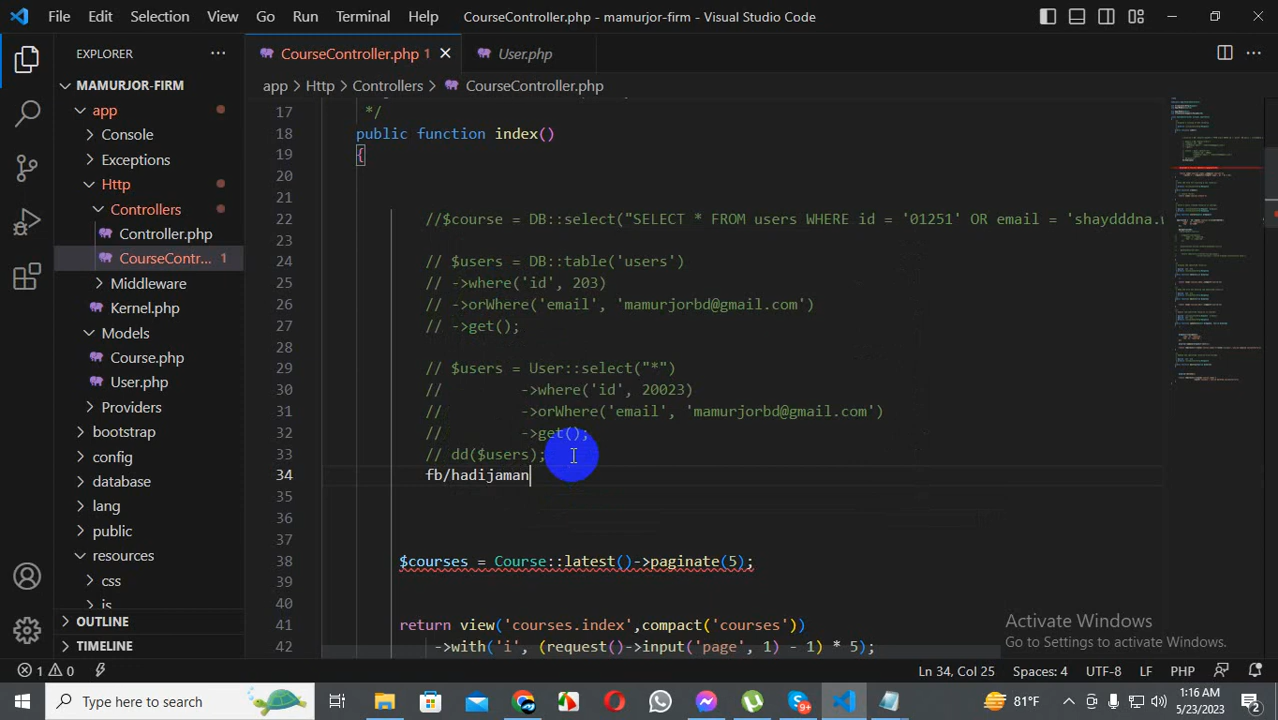 File Edit Selection View Go Run Terminal Help CourseController.php - mamurjor-firm - Visual Studio Code
EXPLORER
MAMURJOR-FIRM
app
Console
Exceptions
Http
Controllers
Controller.php
CourseContr... 1
Middleware
Kernel.php
Models
Course.php
User.php
Providers
bootstrap
config
database
lang
public
resources
css
js
OUTLINE
TIMELINE
CourseController.php 1 User.php
app > Http > Controllers > CourseController.php
17 */
18 public function index()
19 {
20
21
22 //$courses = DB::select("SELECT * FROM users WHERE id = '01251' OR email = 'shaydddna.
23
24 // $users = DB::table('users')
25 // ->where('id', 203)
26 // ->orwhere('email', 'mamurjorbd@gmail.com')
27 // ->get();
28
29 // $users = User::select("*")
30 // ->where('id', 20023)
31 // ->orWhere('email', 'mamurjorbd@gmail.com')
32 // ->get();
33 // dd($users);
34 fb/hadijaman
35
36
37
38 $courses = Course::latest()->paginate(5);
39
40
41 return view('courses.index',compact('courses'))
42 ->with('i', (request()->input('page', 1) - 1) * 5);
Activate Windows
Go to Settings to activate Windows.
1 0 Ln 34, Col 25 Spaces: 4 UTF-8 LF PHP
Type here to search 9+ 81°F 1:16 AM
5/23/2023 2